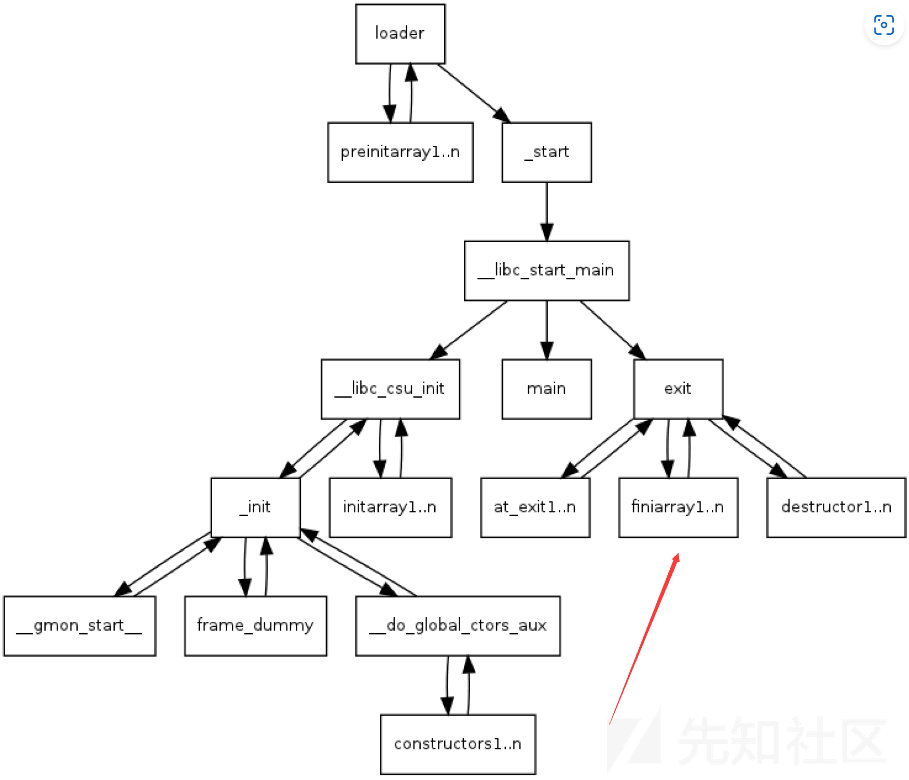 loader
preinitarray1..n
_start
__libc_start_main
__libc_csu_init
main
exit
_init
initarray1..n
at_exit1..n
finiarray1..n
destructor1..n
__gmon_start__
frame_dummy
__do_global_ctors_aux
constructors1..n
先知社区